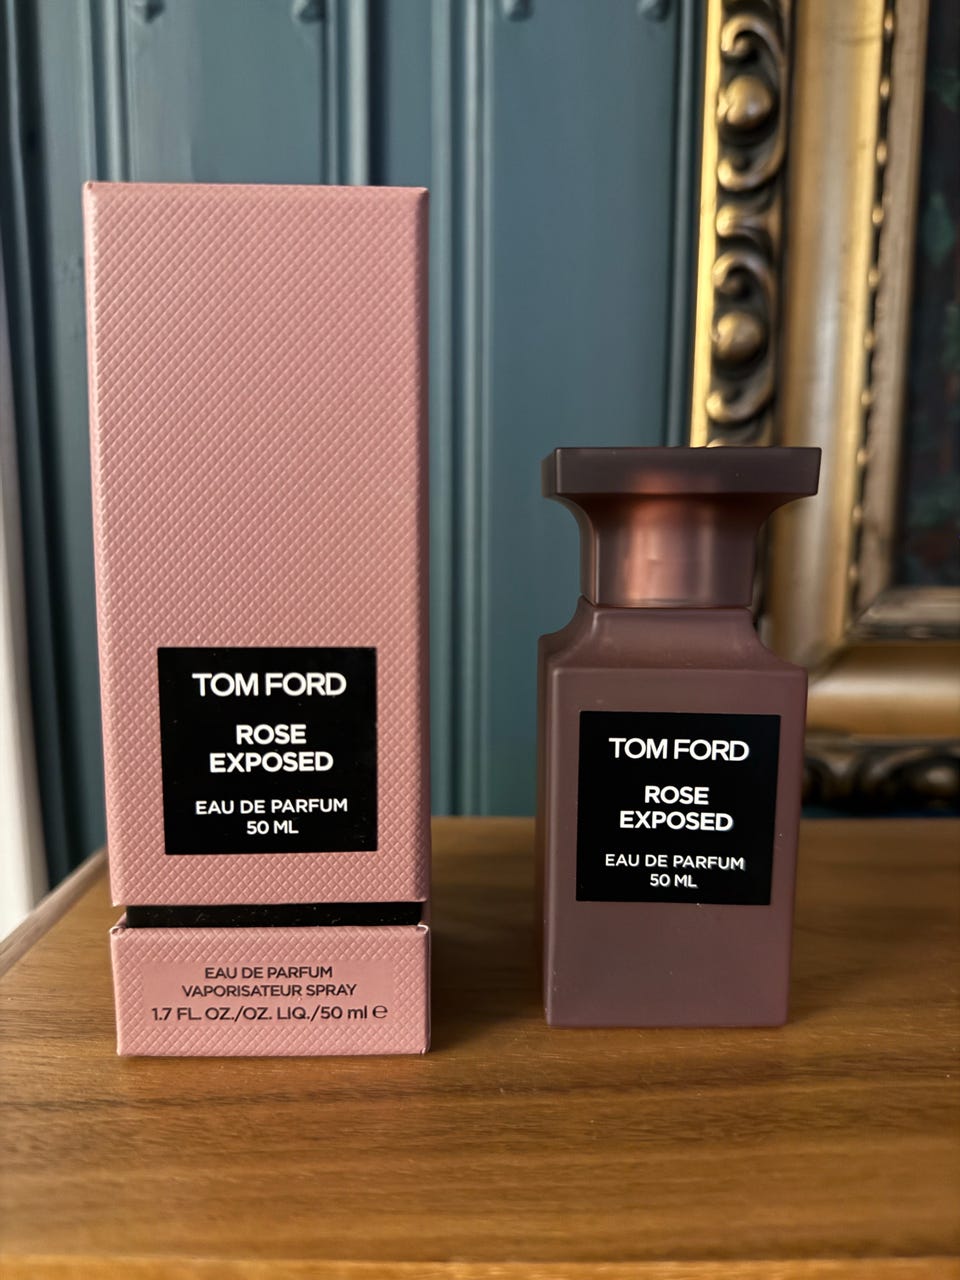 TOM FORD
ROSE
EXPOSED
EAU DE PARFUM
50 ML
EAU DE PARFUM
VAPORISATEUR SPRAY
1.7 FL. OZ./OZ. LIQ./50 ml ℮
TOM FORD
ROSE
EXPOSED
EAU DE PARFUM
50 ML